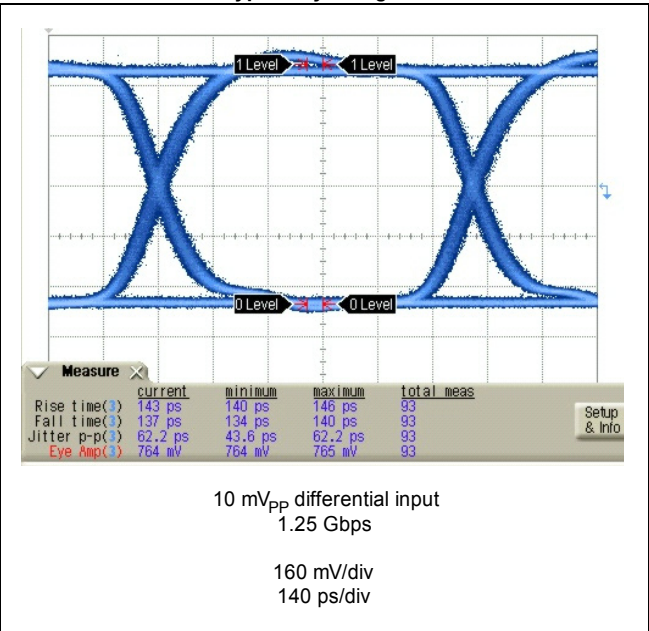 1 Level 1 Level
0 Level 0 Level
Measure
current minimum maximum total meas
Rise time(3) 143 ps 140 ps 146 ps 93
Fall time(3) 137 ps 134 ps 140 ps 93
Jitter p-p(3) 62.2 ps 43.6 ps 62.2 ps 93
Eye Amp(3) 764 mV 764 mV 765 mV 93
Setup
& Info
10 mVPP differential input
1.25 Gbps
160 mV/div
140 ps/div